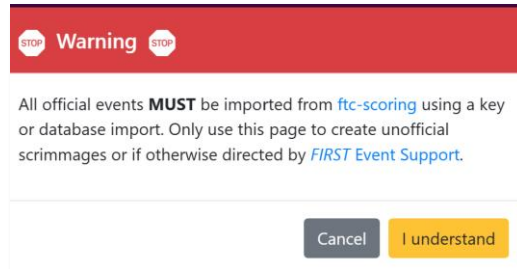 STOP Warning STOP
All official events MUST be imported from ftc-scoring using a key
or database import. Only use this page to create unofficial
scrimmages or if otherwise directed by FIRST Event Support.
Cancel I understand